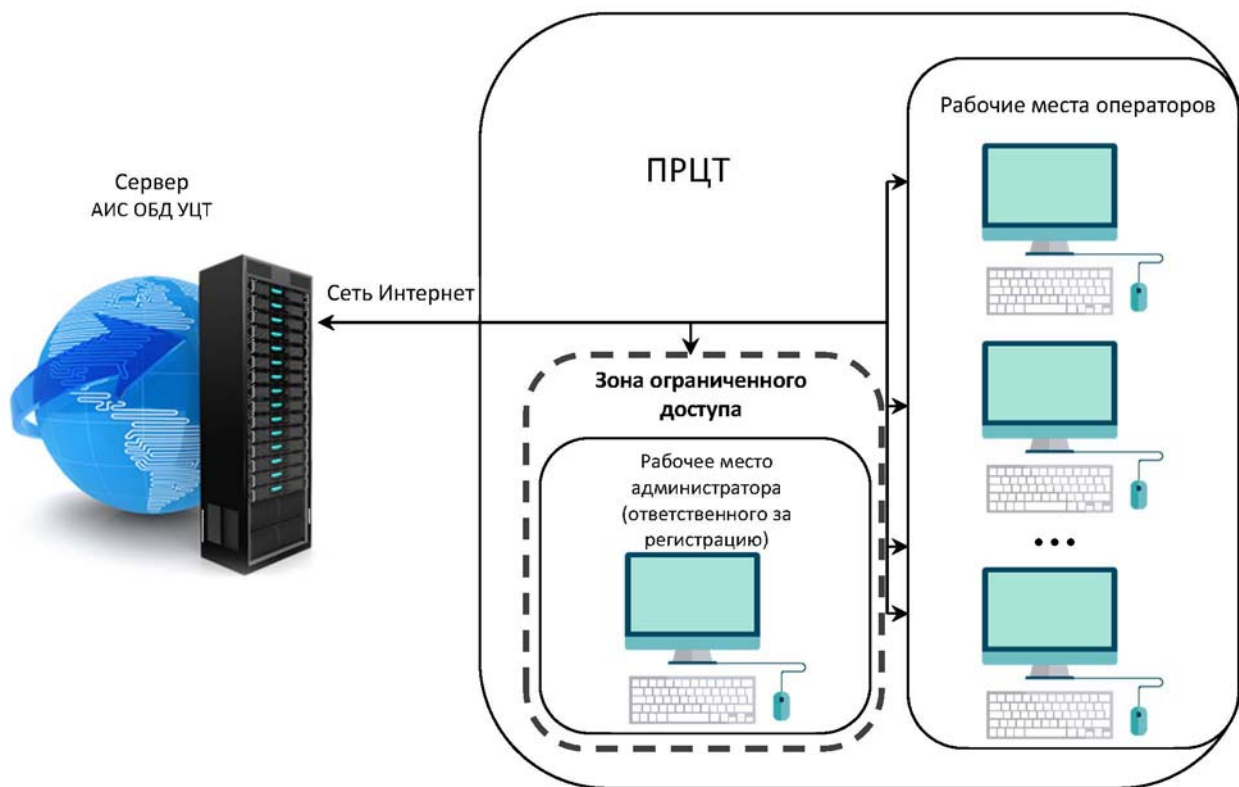 Сервер
АИС ОБД УЦТ
Сеть Интернет
ПРЦТ
Зона ограниченного
доступа
Рабочее место
администратора
(ответственного за
регистрацию)
Рабочие места операторов
...